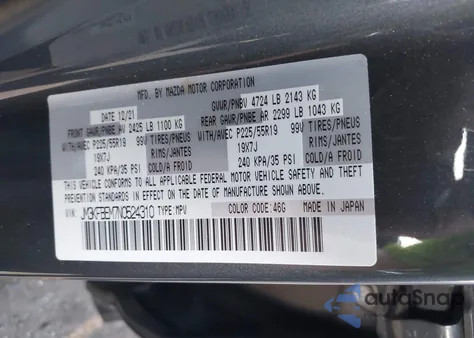 MFD. BY MAZDA MOTOR CORPORATION
DATE 12/21 GVWR/PNBV 4724 LB 2143 KG
FRONT GAWR/PNBE AV 2425 LB 1100 KG REAR GAWR/PNBE AR 2299 LB 1043 KG
WITH/AVEC P225/55R19 99V TIRES/PNEUS WITH/AVEC P225/55R19 99V TIRES/PNEUS
19X7J RIMS/JANTES 19X7J RIMS/JANTES
240 KPA/35 PSI COLD/A FROID 240 KPA/35 PSI COLD/A FROID
THIS VEHICLE CONFORMS TO ALL APPLICABLE FEDERAL MOTOR VEHICLE SAFETY AND THEFT
PREVENTION STANDARDS IN EFFECT ON THE DATE OF MANUFACTURE SHOWN ABOVE.
VIN: JM3KFBEM7N0524310 TYPE:MPV COLOR CODE:46G MADE IN JAPAN
autoSnap